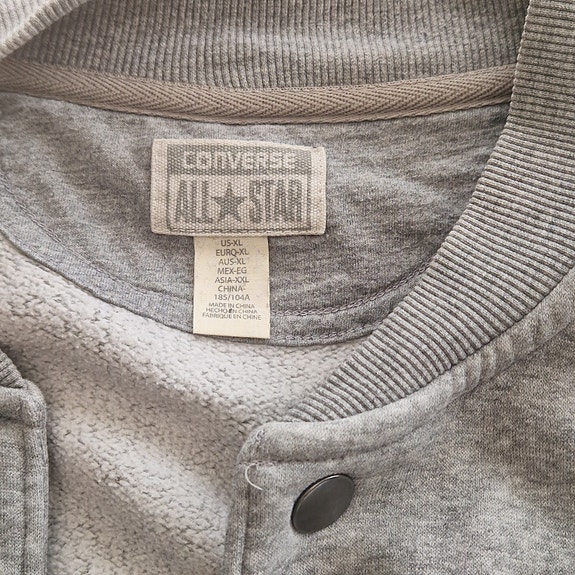 CONVERSE
ALL★STAR
US-XL
EURO-XL
AUS-XL
MEX-EG
ASIA-XXL
CHINA-
185/104A
MADE IN CHINA
HECHO EN CHINA
FABRIQUE EN CHINE